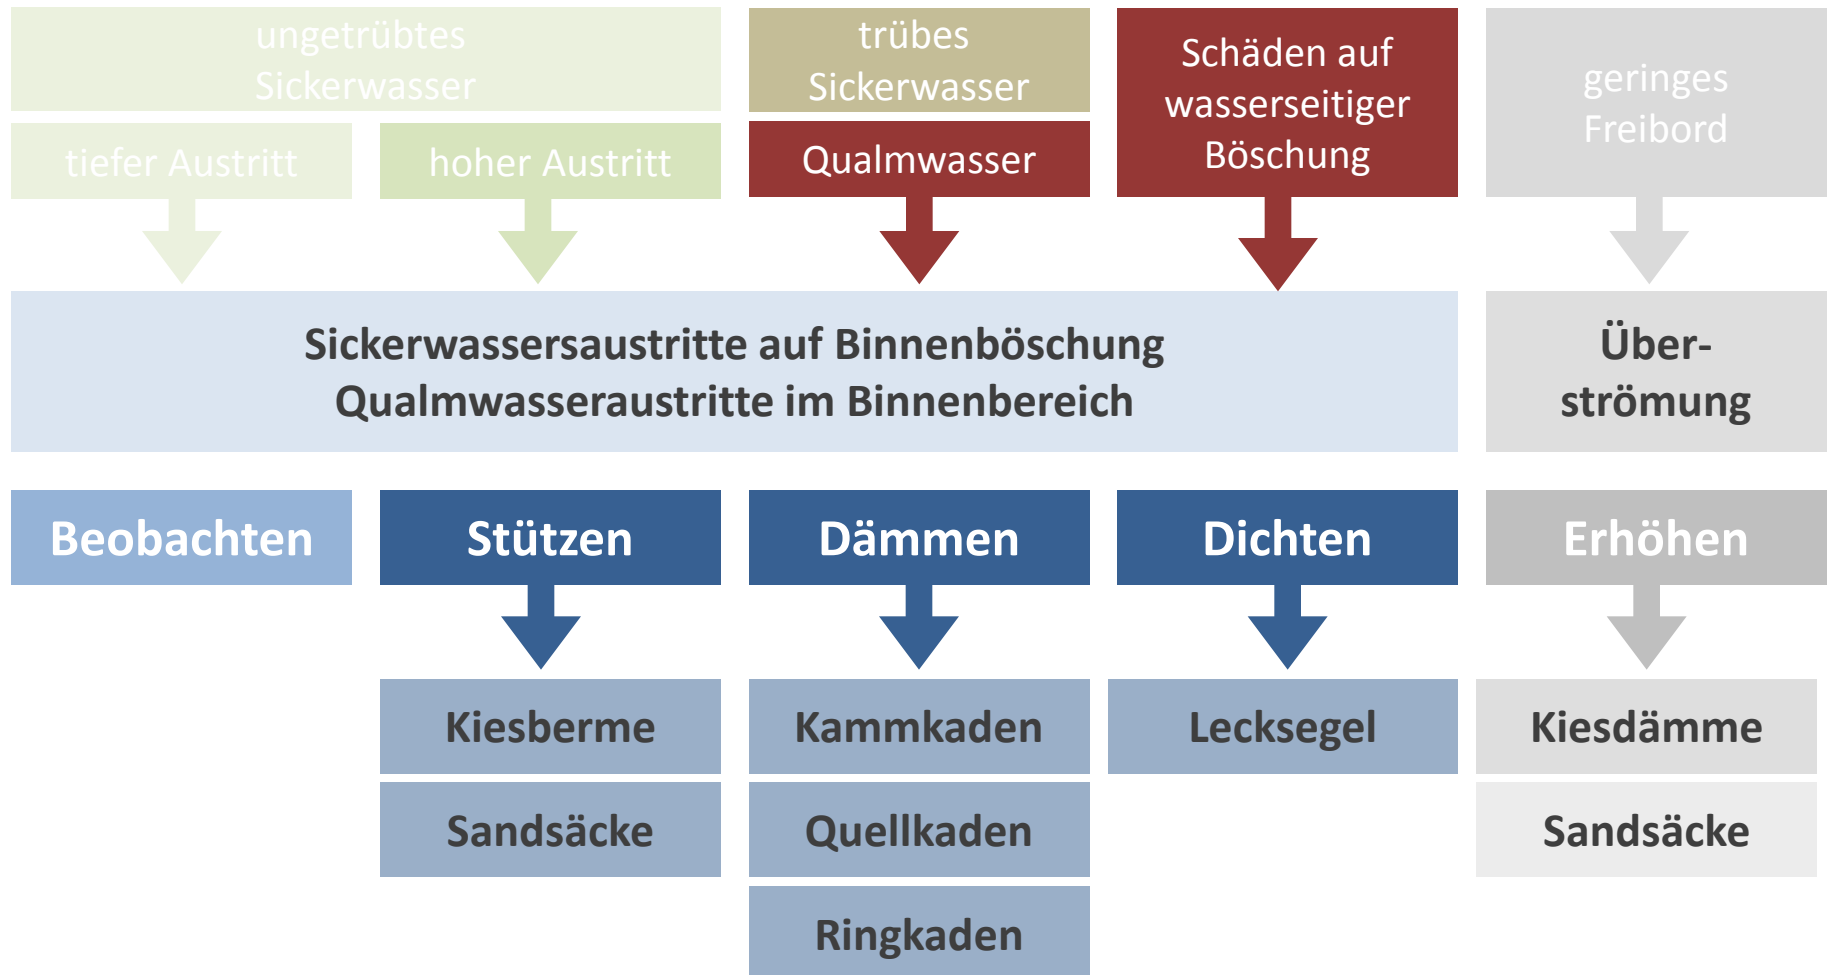 ungetrübtes
Sickerwasser
trübes
Sickerwasser
Schäden auf
wasserseitiger
Böschung
geringes
Freibord
tiefer Austritt
hoher Austritt
Qualmwasser
Sickerwassersaustritte auf Binnenböschung
Qualmwasseraustritte im Binnenbereich
Über-
strömung
Beobachten
Stützen
Dämmen
Dichten
Erhöhen
Kiesberme
Kammkaden
Lecksegel
Kiesdämme
Sandsäcke
Quellkaden
Sandsäcke
Ringkaden